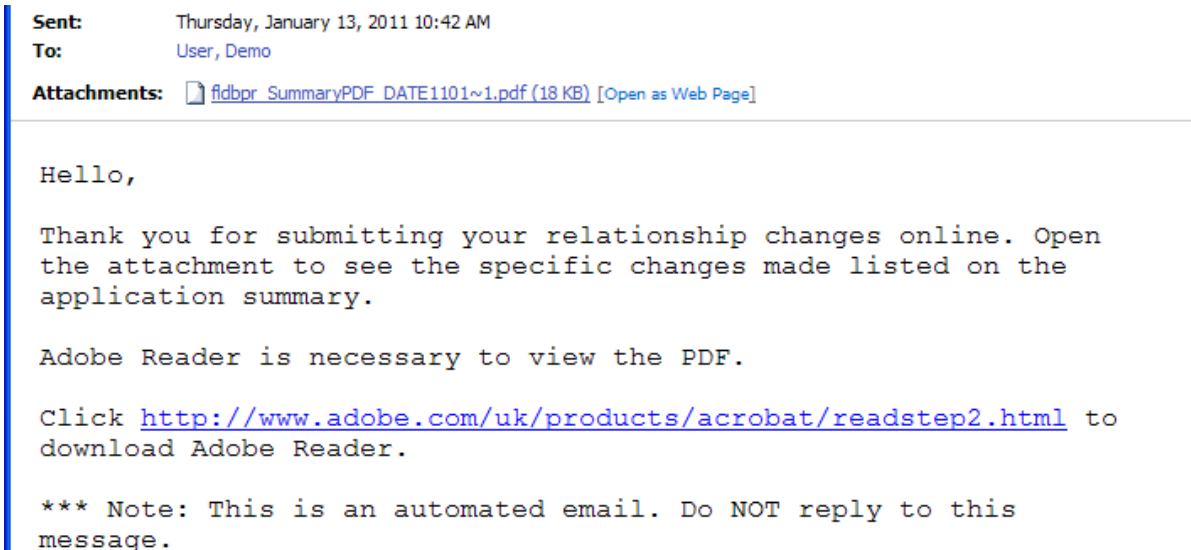 Sent: Thursday, January 13, 2011 10:42 AM
To: User, Demo
Attachments: fldbpr_SummaryPDF_DATE1101~1.pdf (18 KB) [Open as Web Page]
Hello,
Thank you for submitting your relationship changes online. Open
the attachment to see the specific changes made listed on the
application summary.
Adobe Reader is necessary to view the PDF.
Click http://www.adobe.com/uk/products/acrobat/readstep2.html to
download Adobe Reader.
*** Note: This is an automated email. Do NOT reply to this
message.